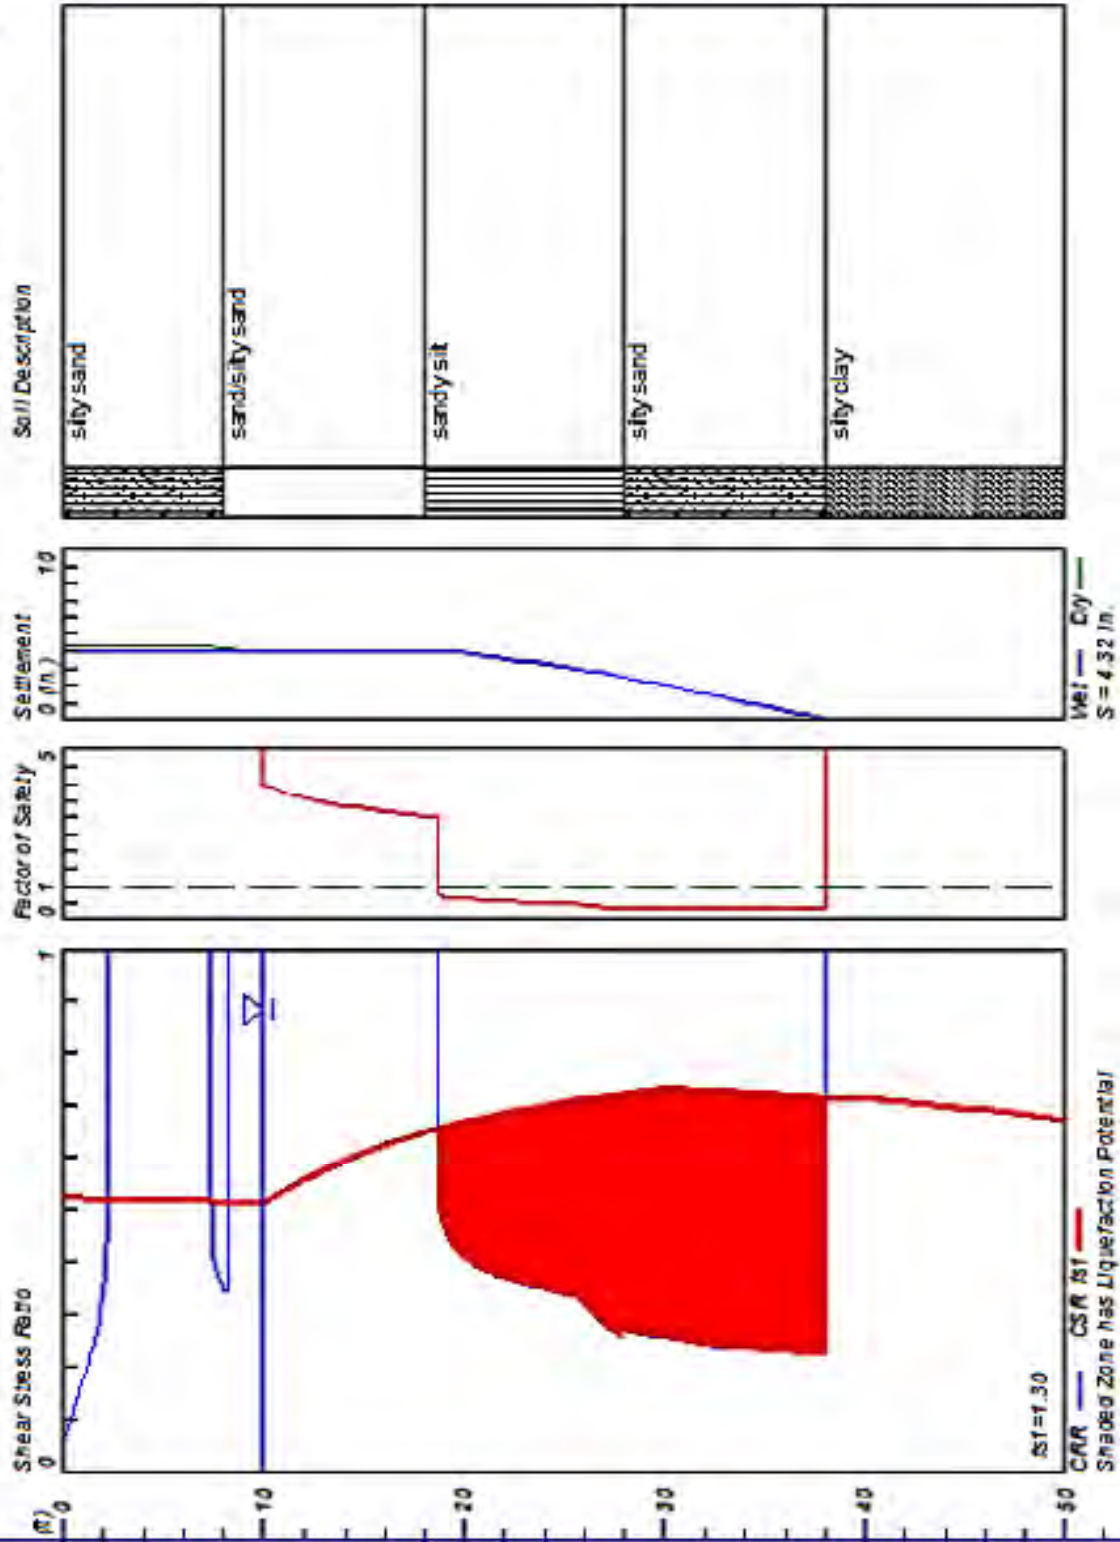 Shear Stress Ratio
Factor of Safety
Settlement
Soil Description
(ft)
0
1
0
1
5
0 (in.)
10
0
10
20
30
40
50
silty sand
sand/silty sand
sandy silt
silty sand
silty clay
fs1=1.30
CRR
CSR fs1
Wet
Dry
Shaded Zone has Liquefaction Potential
S = 4.32 in.